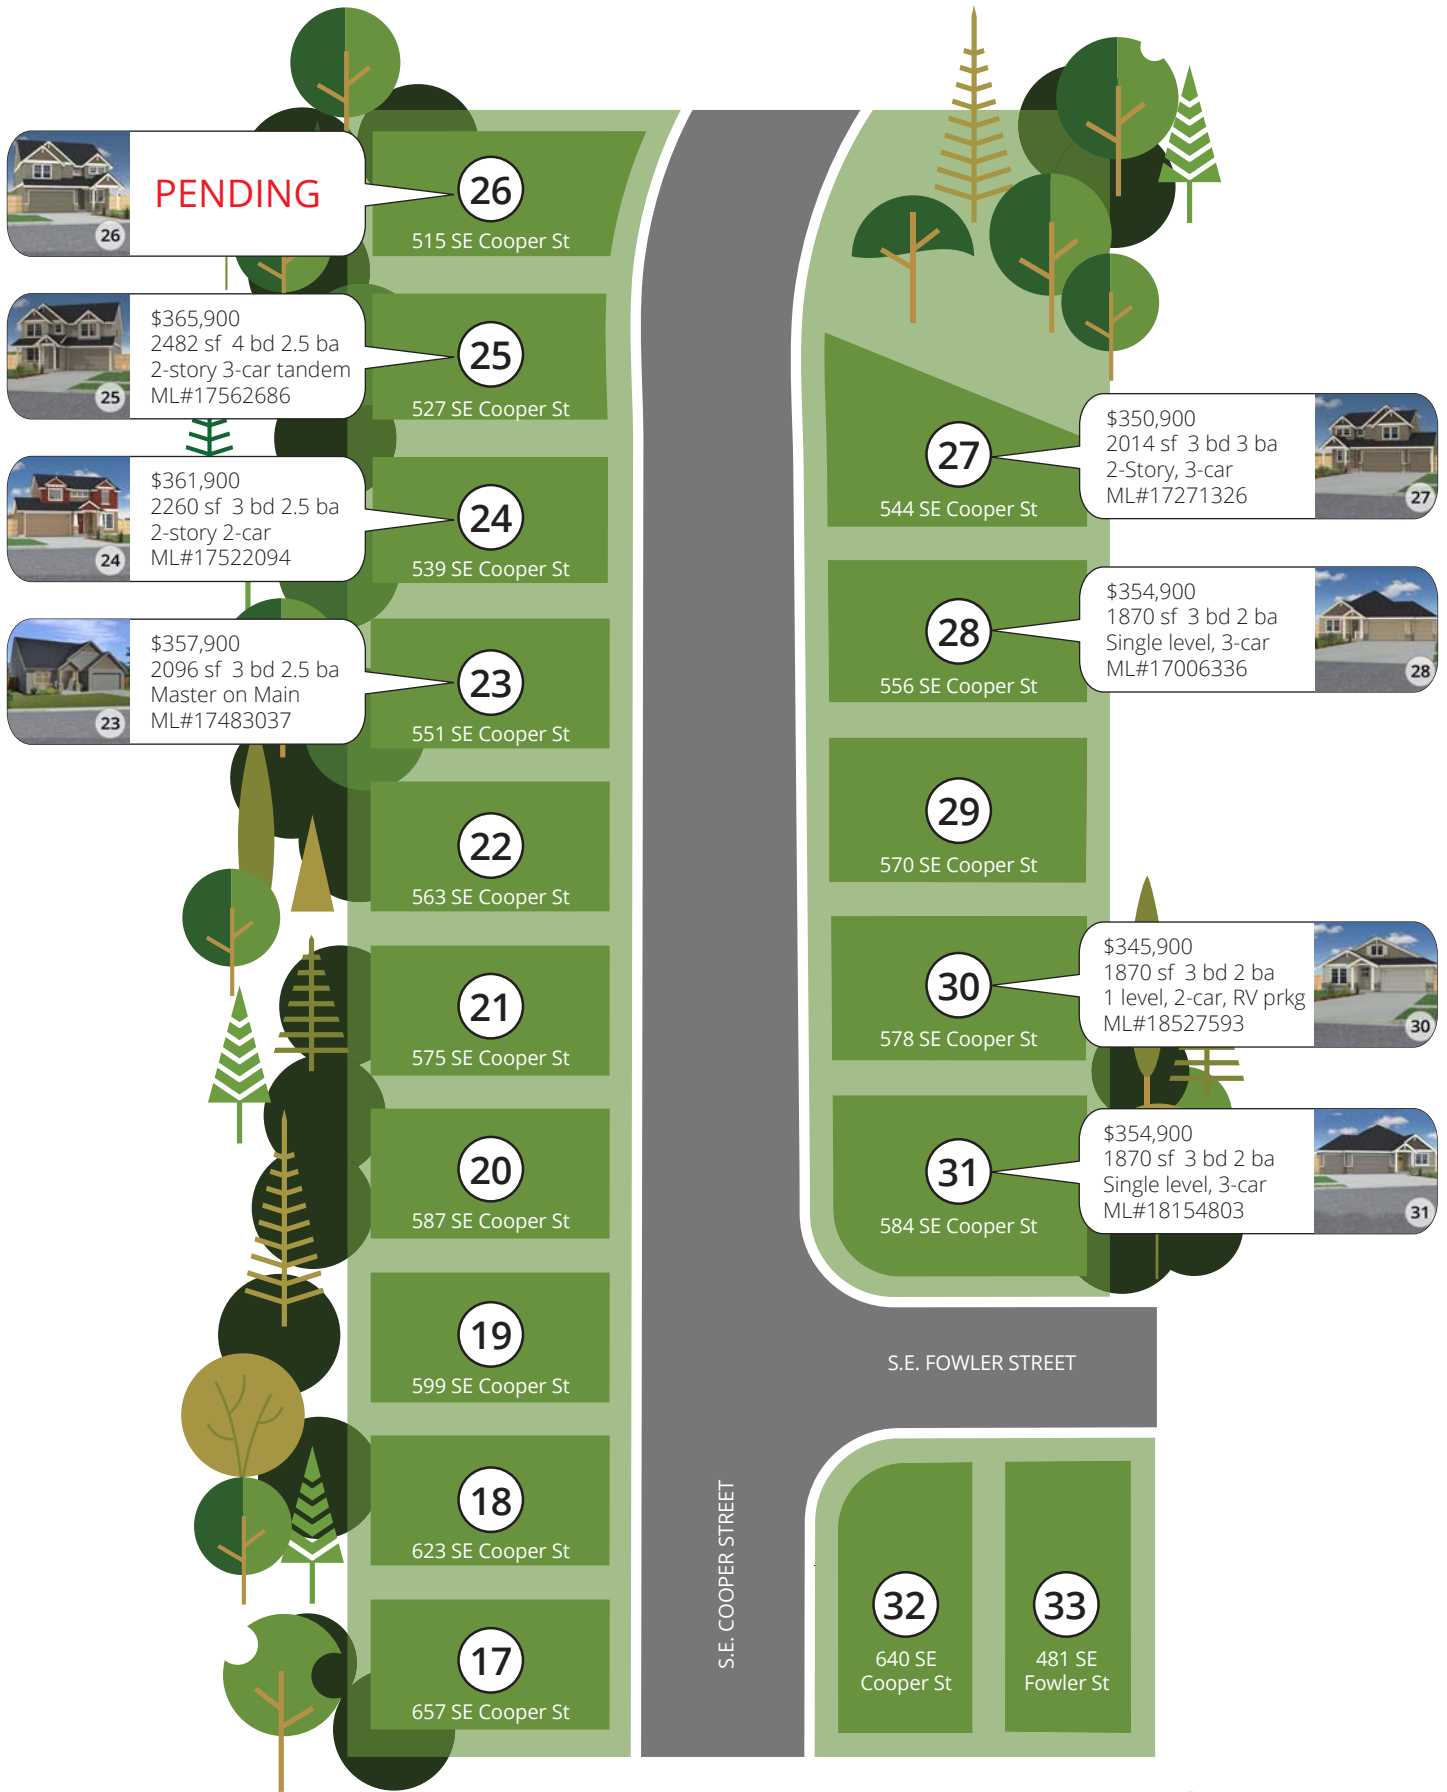 26
PENDING
26
515 SE Cooper St
$365,900
2482 sf 4 bd 2.5 ba
2-story 3-car tandem
ML#17562686
25
25
527 SE Cooper St
$361,900
2260 sf 3 bd 2.5 ba
2-story 2-car
ML#17522094
24
24
539 SE Cooper St
$357,900
2096 sf 3 bd 2.5 ba
Master on Main
ML#17483037
23
23
551 SE Cooper St
22
563 SE Cooper St
21
575 SE Cooper St
20
587 SE Cooper St
19
599 SE Cooper St
18
623 SE Cooper St
17
657 SE Cooper St
S.E. COOPER STREET
27
544 SE Cooper St
$350,900
2014 sf 3 bd 3 ba
2-Story, 3-car
ML#17271326
27
28
556 SE Cooper St
$354,900
1870 sf 3 bd 2 ba
Single level, 3-car
ML#17006336
28
29
570 SE Cooper St
30
578 SE Cooper St
$345,900
1870 sf 3 bd 2 ba
1 level, 2-car, RV prkg
ML#18527593
30
31
584 SE Cooper St
$354,900
1870 sf 3 bd 2 ba
Single level, 3-car
ML#18154803
31
S.E. FOWLER STREET
32
640 SE
Cooper St
33
481 SE
Fowler St